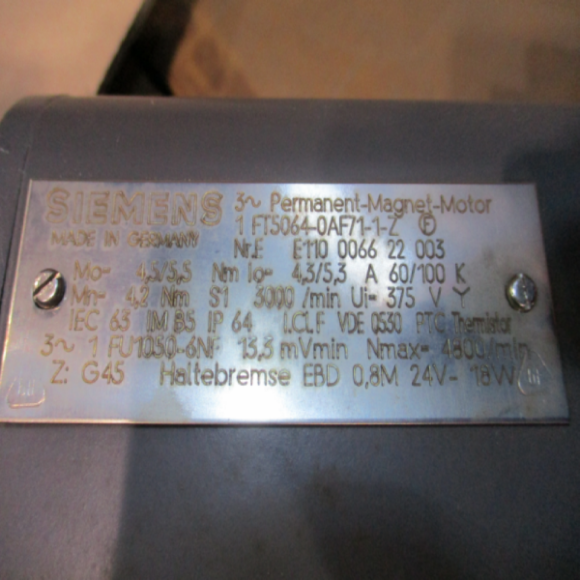 SIEMENS 3~ Permanent-Magnet-Motor
1 FT5064-0AF71-1-Z F
MADE IN GERMANY Nr.E E110 0066 22 003
Mo= 4,5/5,5 Nm Io= 4,3/5,3 A 60/100 K
Mn= 4,2 Nm S1 3000 /min Ui= 375 V Y
IEC 63 IM B5 IP 64 I.CL.F VDE 0530 PTC Thermistor
3~ 1 FU1050-6NF 13,3 mVmin Nmax= 4800/min
Z: G45 Haltebremse EBD 0,8M 24V- 18W